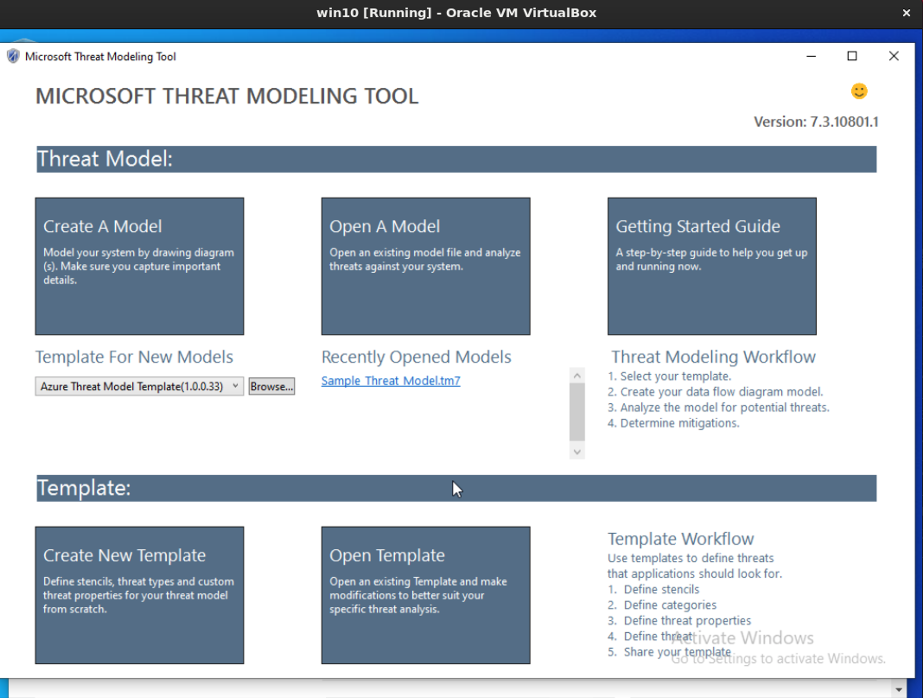 win10 [Running] - Oracle VM VirtualBox
Microsoft Threat Modeling Tool
MICROSOFT THREAT MODELING TOOL
Version: 7.3.10801.1
Threat Model:
Create A Model
Model your system by drawing diagram
(s). Make sure you capture important
details.
Open A Model
Open an existing model file and analyze
threats against your system.
Getting Started Guide
A step-by-step guide to help you get up
and running now.
Template For New Models
Azure Threat Model Template(1.0.0.33)
Browse...
Recently Opened Models
Sample Threat Model.tm7
Threat Modeling Workflow
1. Select your template.
2. Create your data flow diagram model.
3. Analyze the model for potential threats.
4. Determine mitigations.
Template:
Create New Template
Define stencils, threat types and custom
threat properties for your threat model
from scratch.
Open Template
Open an existing Template and make
modifications to better suit your
specific threat analysis.
Template Workflow
Use templates to define threats
that applications should look for.
1. Define stencils
2. Define categories
3. Define threat properties
4. Define threat
5. Share your template
Activate Windows
Go to Settings to activate Windows.